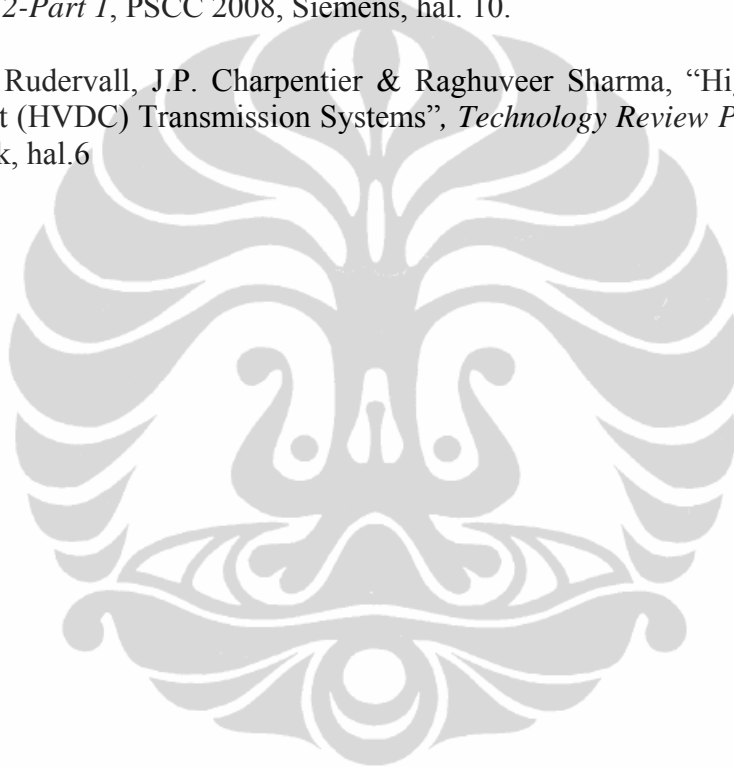 2-Part 1, PSCC 2008, Siemens, hal. 10.
Rudervall, J.P. Charpentier & Raghuveer Sharma, “Hi
t (HVDC) Transmission Systems”, Technology Review P
k, hal.6